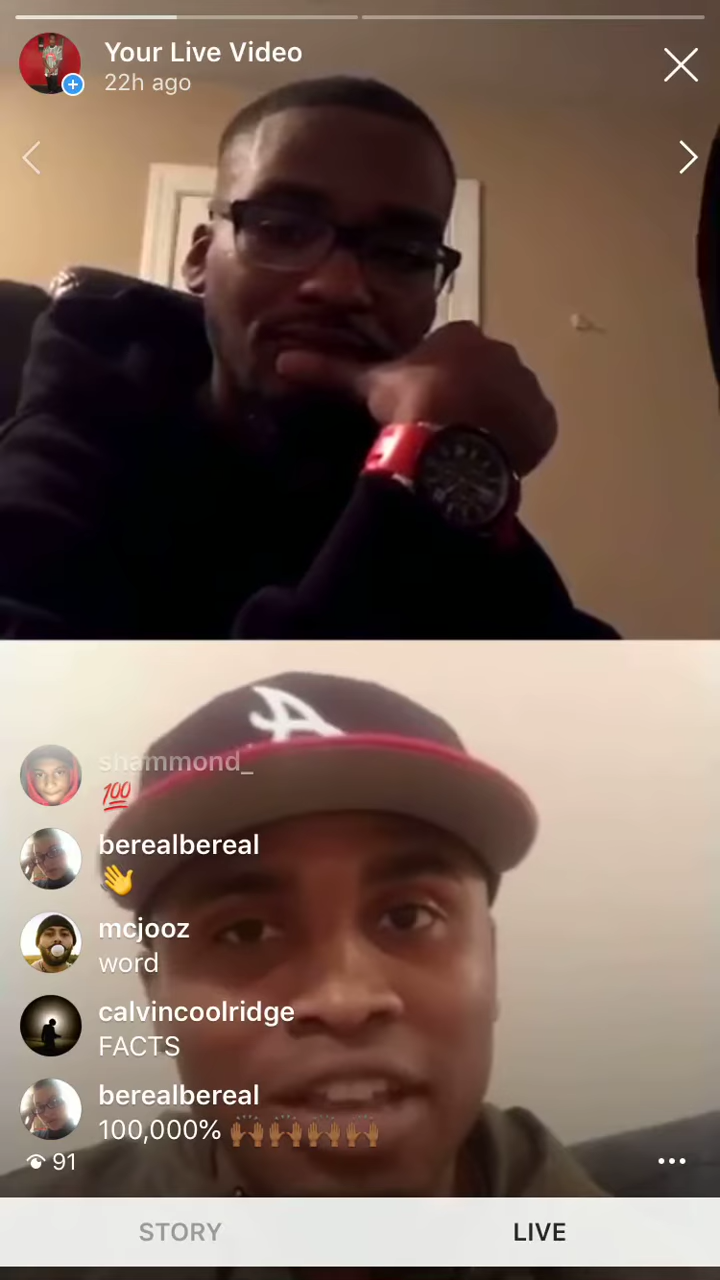 Your Live Video
22h ago
A
shammond_
💯
berealbereal
👋
mcjooz
word
calvincoolridge
FACTS
berealbereal
100,000% 🙌🏾🙌🏾🙌🏾🙌🏾
91
STORY LIVE